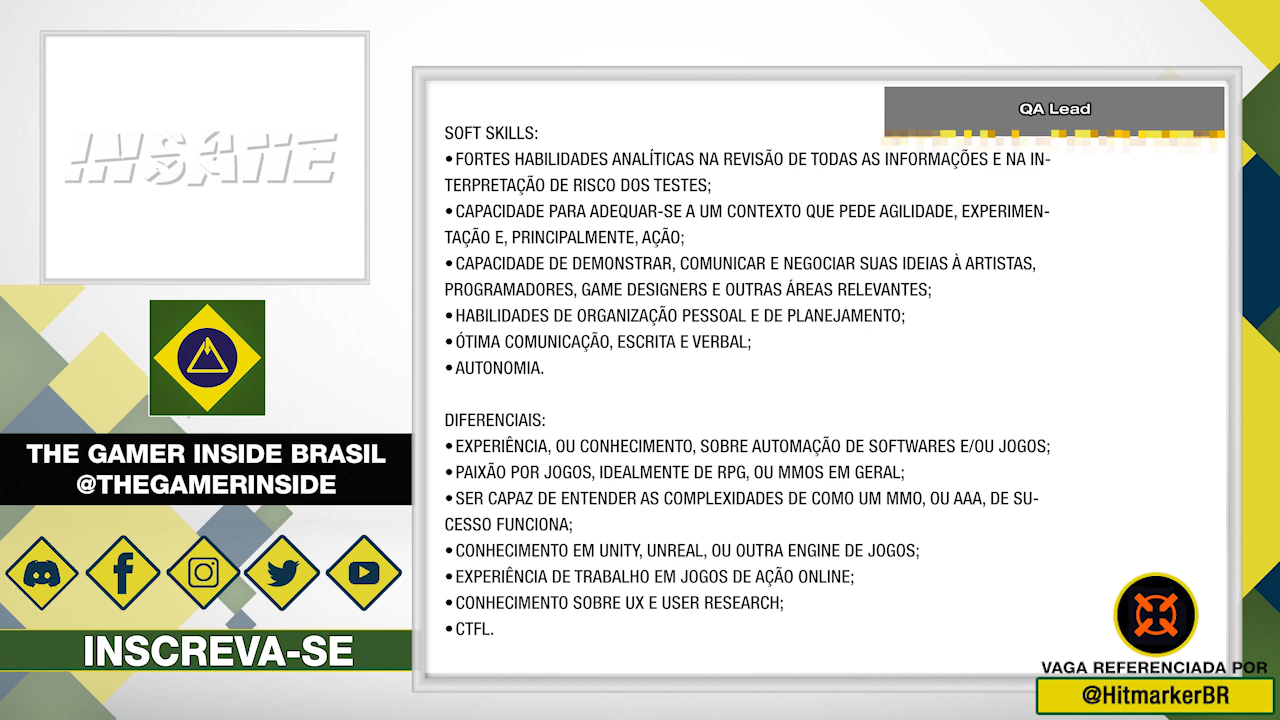 INSANE
QA Lead
SOFT SKILLS:
•FORTES HABILIDADES ANALÍTICAS NA REVISÃO DE TODAS AS INFORMAÇÕES E NA IN-
TERPRETAÇÃO DE RISCO DOS TESTES;
•CAPACIDADE PARA ADEQUAR-SE A UM CONTEXTO QUE PEDE AGILIDADE, EXPERIMEN-
TAÇÃO E, PRINCIPALMENTE, AÇÃO;
•CAPACIDADE DE DEMONSTRAR, COMUNICAR E NEGOCIAR SUAS IDEIAS À ARTISTAS,
PROGRAMADORES, GAME DESIGNERS E OUTRAS ÁREAS RELEVANTES;
•HABILIDADES DE ORGANIZAÇÃO PESSOAL E DE PLANEJAMENTO;
•ÓTIMA COMUNICAÇÃO, ESCRITA E VERBAL;
•AUTONOMIA.
DIFERENCIAIS:
•EXPERIÊNCIA, OU CONHECIMENTO, SOBRE AUTOMAÇÃO DE SOFTWARES E/OU JOGOS;
•PAIXÃO POR JOGOS, IDEALMENTE DE RPG, OU MMOS EM GERAL;
•SER CAPAZ DE ENTENDER AS COMPLEXIDADES DE COMO UM MMO, OU AAA, DE SU-
CESSO FUNCIONA;
•CONHECIMENTO EM UNITY, UNREAL, OU OUTRA ENGINE DE JOGOS;
•EXPERIÊNCIA DE TRABALHO EM JOGOS DE AÇÃO ONLINE;
•CONHECIMENTO SOBRE UX E USER RESEARCH;
•CTFL.
THE GAMER INSIDE BRASIL
@THEGAMERINSIDE
INSCREVA-SE
VAGA REFERENCIADA POR
@HitmarkerBR